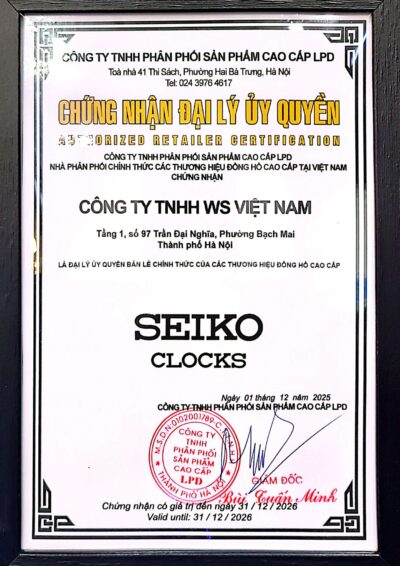 CÔNG TY TNHH PHÂN PHỐI SẢN PHẨM CAO CẤP LPD
Toà nhà 41 Thi Sách, Phường Hai Bà Trưng, Hà Nội
Tel: 024 3976 4617
CHỨNG NHẬN ĐẠI LÝ ỦY QUYỀN
AUTHORIZED RETAILER CERTIFICATION
CÔNG TY TNHH PHÂN PHỐI SẢN PHẨM CAO CẤP LPD
NHÀ PHÂN PHỐI CHÍNH THỨC CÁC THƯƠNG HIỆU ĐỒNG HỒ CAO CẤP TẠI VIỆT NAM
CHỨNG NHẬN
CÔNG TY TNHH WS VIỆT NAM
Tầng 1, số 97 Trần Đại Nghĩa, Phường Bạch Mai
Thành phố Hà Nội
LÀ ĐẠI LÝ ỦY QUYỀN BÁN LẺ CHÍNH THỨC CỦA CÁC THƯƠNG HIỆU ĐỒNG HỒ CAO CẤP
SEIKO
CLOCKS
Ngày 01 tháng 12 năm 2025
CÔNG TY TNHH PHÂN PHỐI SẢN PHẨM CAO CẤP LPD
M.S.D.N:0102001789-C.T.T.N.H.H
CÔNG TY
TNHH
PHÂN PHỐI
SẢN PHẨM
CAO CẤP
LPD
THÀNH PHỐ HÀ NỘI
GIÁM ĐỐC
Bùi Tuấn Minh
Chứng nhận có giá trị đến ngày 31 / 12 / 2026
Valid until: 31 / 12 / 2026